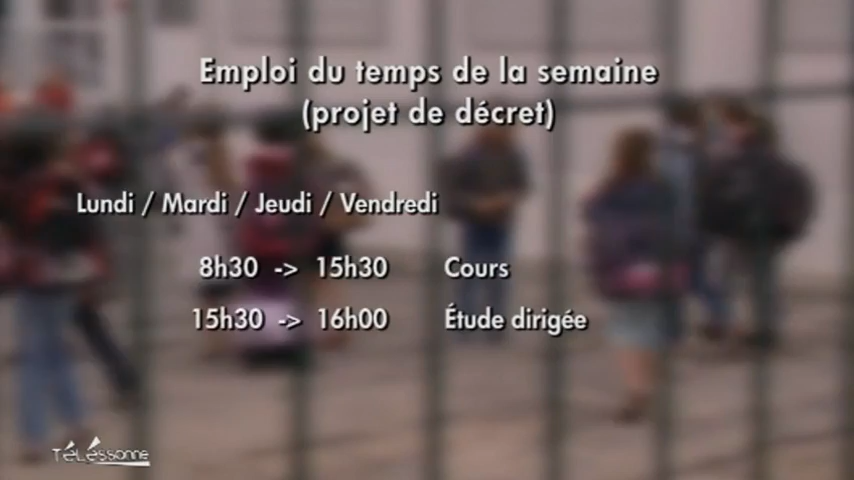 Emploi du temps de la semaine
(projet de décret)
Lundi / Mardi / Jeudi / Vendredi
8h30 -> 15h30 Cours
15h30 -> 16h00 Étude dirigée
TéLéssonne